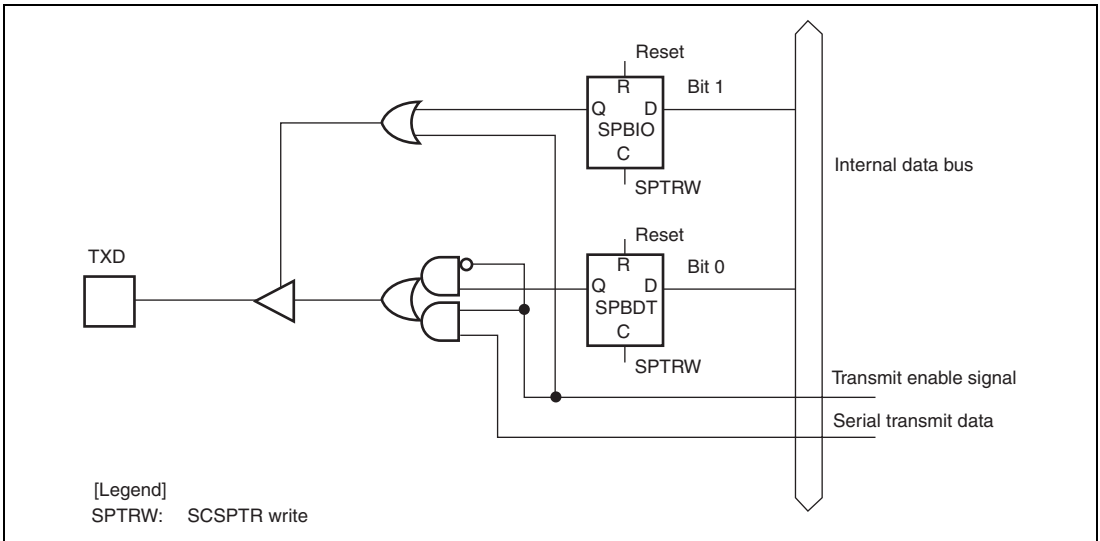 Reset
R
Bit 1
Q D
SPBIO
C
SPTRW
Internal data bus
Reset
R
Bit 0
Q D
SPBDT
C
SPTRW
TXD
Transmit enable signal
Serial transmit data
[Legend]
SPTRW: SCSPTR write